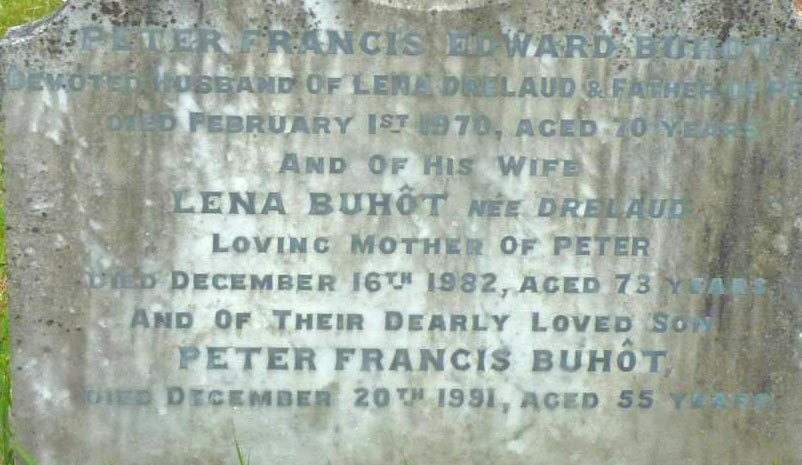 PETER FRANCIS EDWARD BUHÔT,
DEVOTED HUSBAND OF LENA DRELAUD & FATHER OF PE
DIED FEBRUARY 1ST 1970, AGED 70 YEARS
AND OF HIS WIFE
LENA BUHÔT NÉE DRELAUD
LOVING MOTHER OF PETER
DIED DECEMBER 16TH 1982, AGED 73 YEARS
AND OF THEIR DEARLY LOVED SON
PETER FRANCIS BUHÔT,
DIED DECEMBER 20TH 1991, AGED 55 YEARS